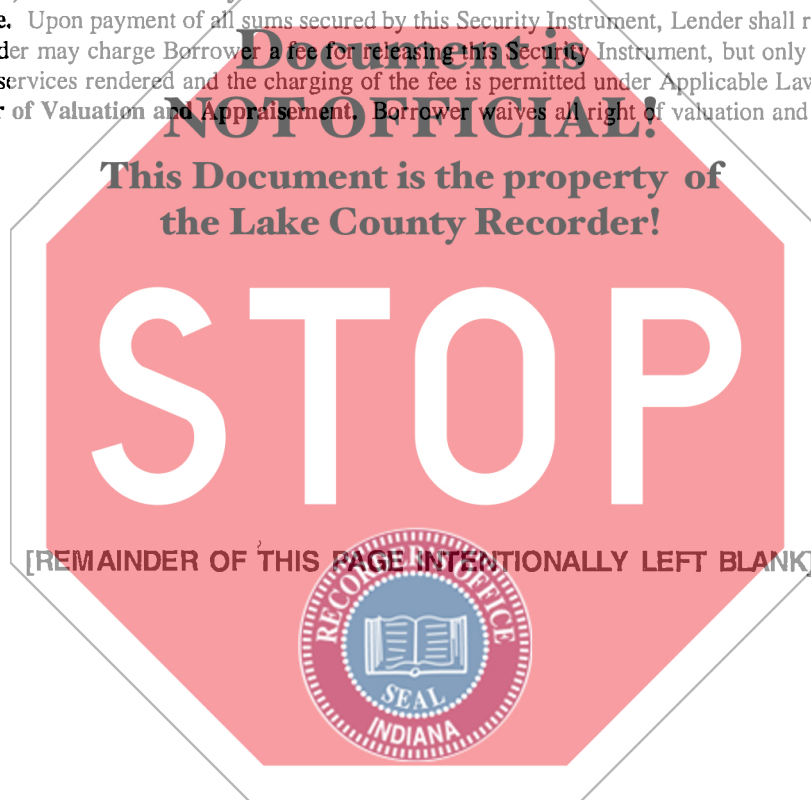 e. Upon payment of all sums secured by this Security Instrument, Lender shall r
der may charge Borrower a fee for releasing this Security Instrument, but only
services rendered and the charging of the fee is permitted under Applicable Law
r of Valuation and Appraisement. Borrower waives all right of valuation and
Document is
NOT OFFICIAL!
This Document is the property of
the Lake County Recorder!
STOP
[REMAINDER OF THIS PAGE INTENTIONALLY LEFT BLANK]
RECORDER'S OFFICE
SEAL
INDIANA